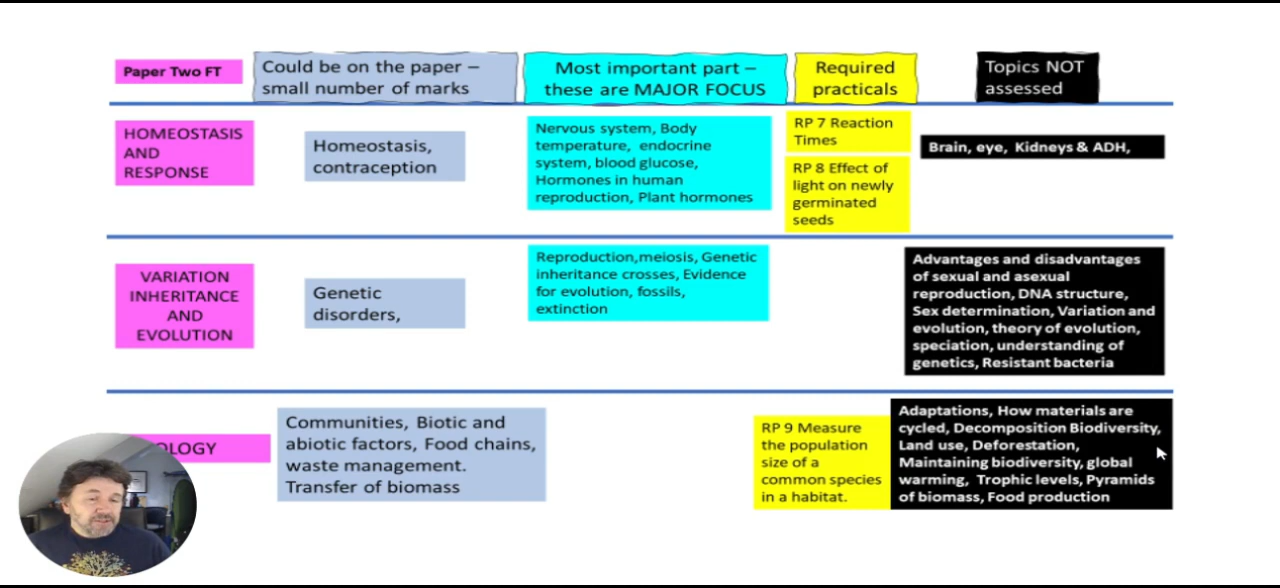 Paper Two FT
Could be on the paper –
small number of marks
Most important part –
these are MAJOR FOCUS
Required
practicals
Topics NOT
assessed
HOMEOSTASIS
AND
RESPONSE
Homeostasis,
contraception
Nervous system, Body
temperature, endocrine
system, blood glucose,
Hormones in human
reproduction, Plant hormones
RP 7 Reaction
Times
RP 8 Effect of
light on newly
germinated
seeds
Brain, eye, Kidneys & ADH,
VARIATION
INHERITANCE
AND
EVOLUTION
Genetic
disorders,
Reproduction,meiosis, Genetic
inheritance crosses, Evidence
for evolution, fossils,
extinction
Advantages and disadvantages
of sexual and asexual
reproduction, DNA structure,
Sex determination, Variation and
evolution, theory of evolution,
speciation, understanding of
genetics, Resistant bacteria
OLOGY
Communities, Biotic and
abiotic factors, Food chains,
waste management.
Transfer of biomass
RP 9 Measure
the population
size of a
common species
in a habitat.
Adaptations, How materials are
cycled, Decomposition Biodiversity,
Land use, Deforestation,
Maintaining biodiversity, global
warming, Trophic levels, Pyramids
of biomass, Food production